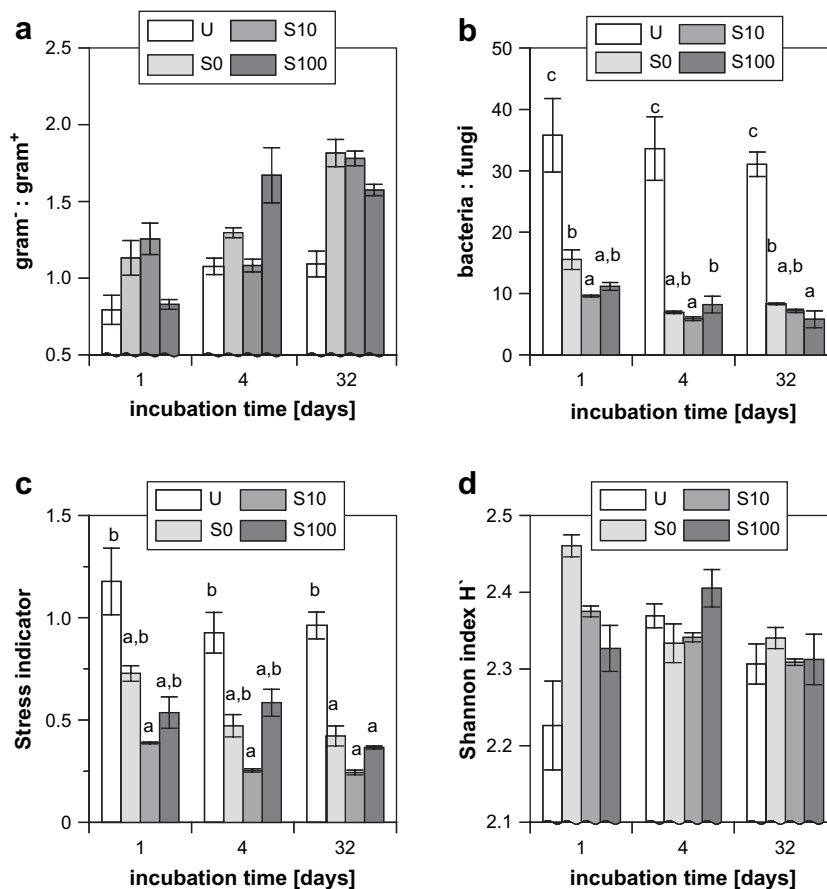 a
U S10
S0 S100
2.5
2.0
1.5
1.0
0.5
gram⁻ : gram⁺
1 4 32
incubation time [days]
b
U S10
S0 S100
50
40
30
20
10
0
bacteria : fungi
c b a a,b
c a,b a b
c b a,b a
1 4 32
incubation time [days]
c
U S10
S0 S100
1.5
1.0
0.5
0
Stress indicator
b a,b a a,b
b a,b a a,b
b a a a
1 4 32
incubation time [days]
d
U S10
S0 S100
2.5
2.4
2.3
2.2
2.1
Shannon index H`
1 4 32
incubation time [days]